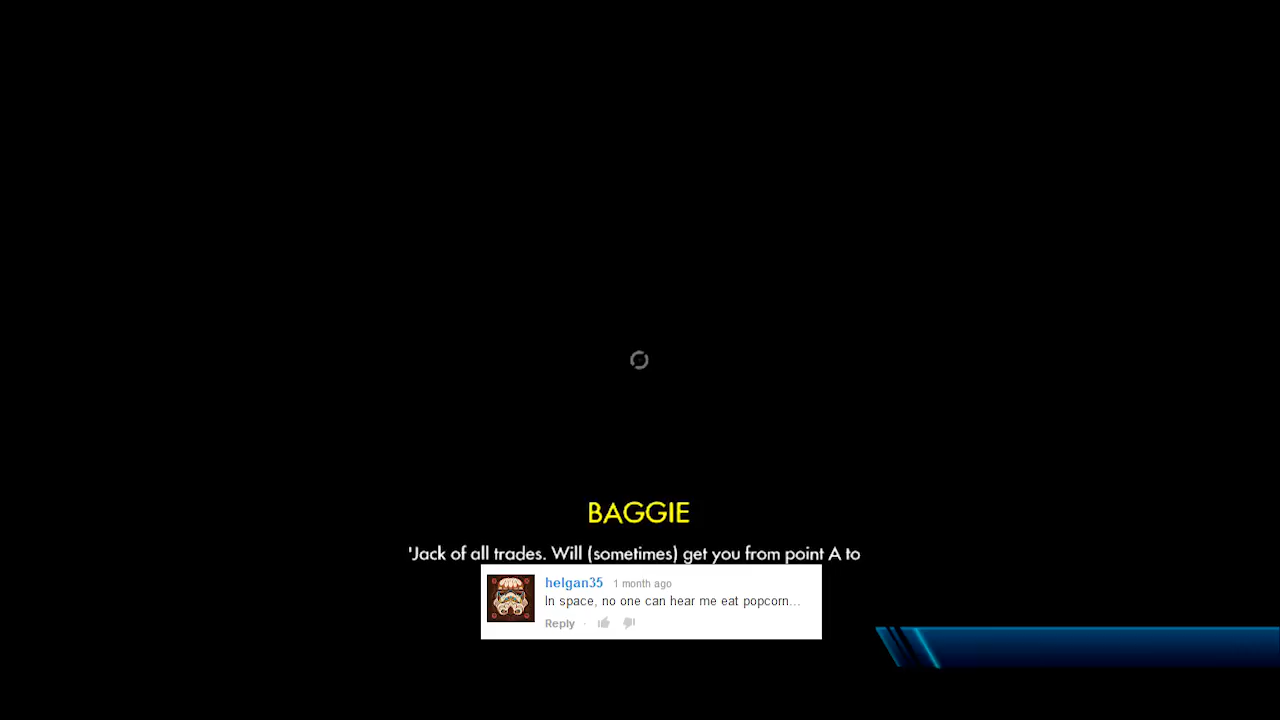 BAGGIE
'Jack of all trades. Will (sometimes) get you from point A to
helgan35 1 month ago
In space, no one can hear me eat popcorn...
Reply ·